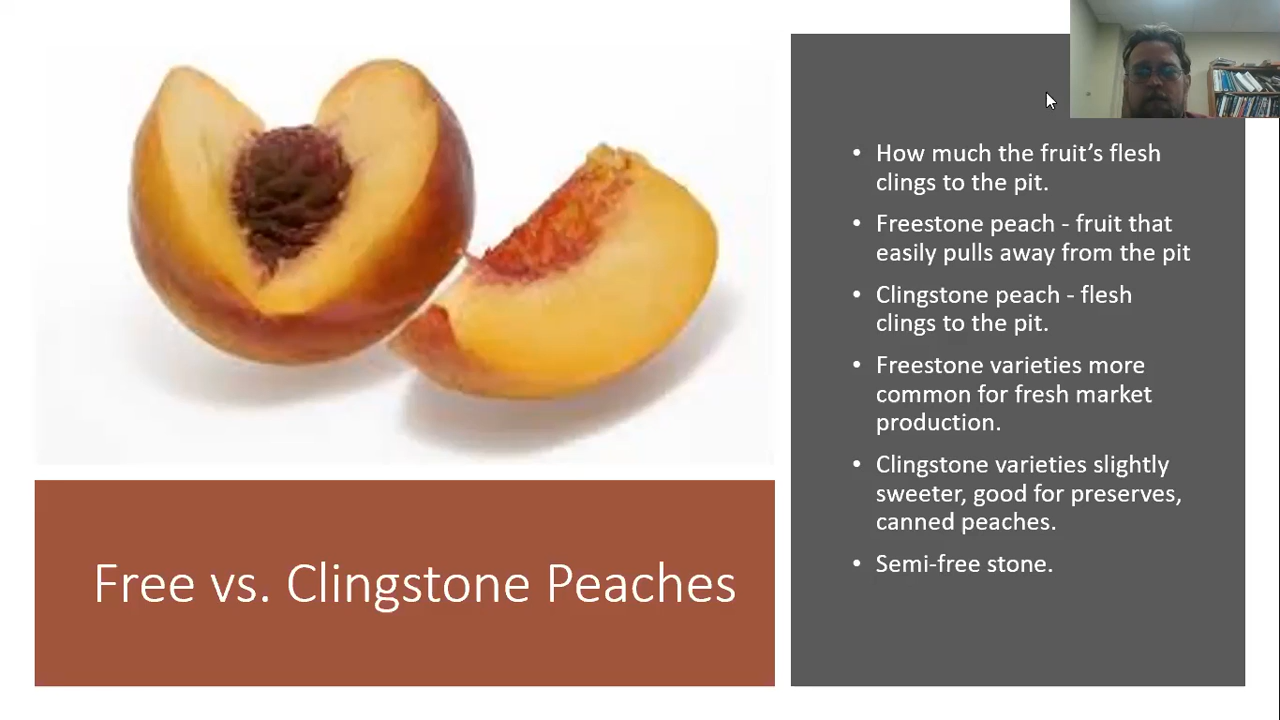 • How much the fruit’s flesh
clings to the pit.
• Freestone peach - fruit that
easily pulls away from the pit
• Clingstone peach - flesh
clings to the pit.
• Freestone varieties more
common for fresh market
production.
• Clingstone varieties slightly
sweeter, good for preserves,
canned peaches.
• Semi-free stone.
Free vs. Clingstone Peaches